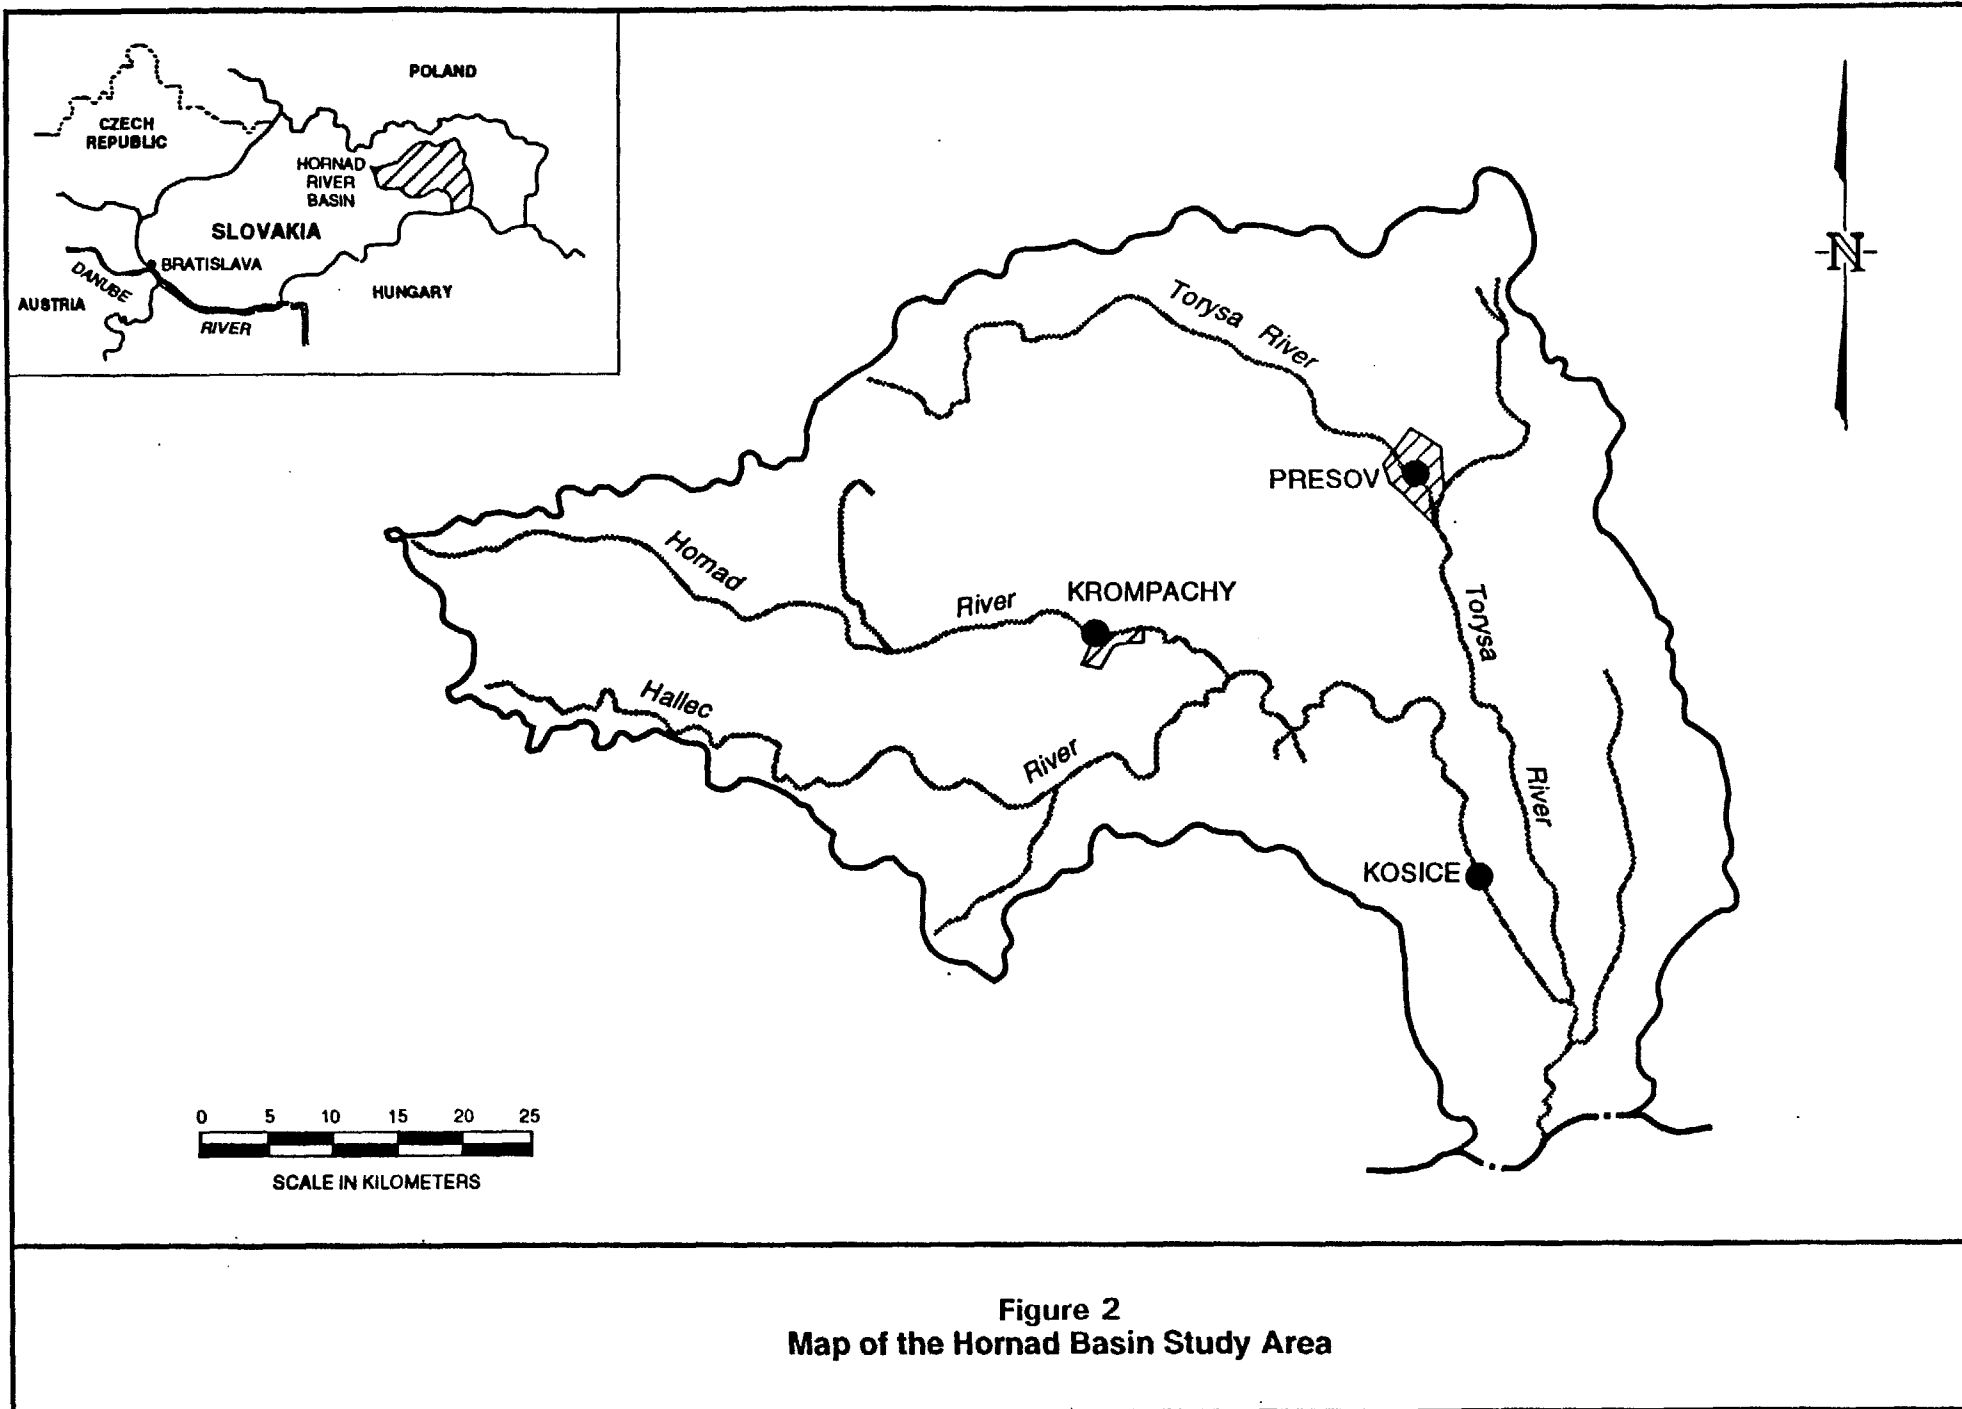 POLAND
CZECH
REPUBLIC
HORNAD
RIVER
BASIN
SLOVAKIA
BRATISLAVA
DANUBE
AUSTRIA
HUNGARY
RIVER
N
Torysa River
PRESOV
Hornad
River
KROMPACHY
Torysa
Hallec
River
River
KOSICE
0 5 10 15 20 25
SCALE IN KILOMETERS
Figure 2
Map of the Hornad Basin Study Area